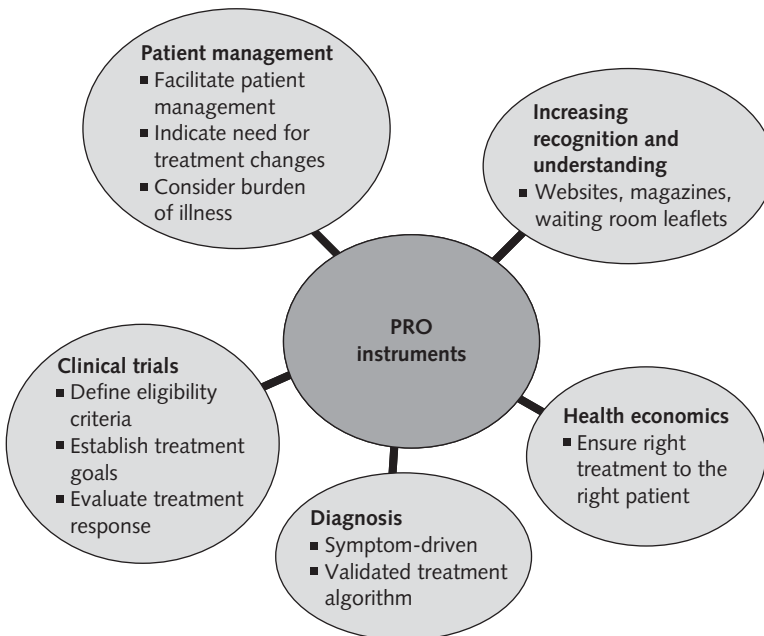 Patient management
▪ Facilitate patient
management
▪ Indicate need for
treatment changes
▪ Consider burden
of illness
Increasing
recognition and
understanding
▪ Websites, magazines,
waiting room leaflets
PRO
instruments
Clinical trials
▪ Define eligibility
criteria
▪ Establish treatment
goals
▪ Evaluate treatment
response
Health economics
▪ Ensure right
treatment to the
right patient
Diagnosis
▪ Symptom-driven
▪ Validated treatment
algorithm